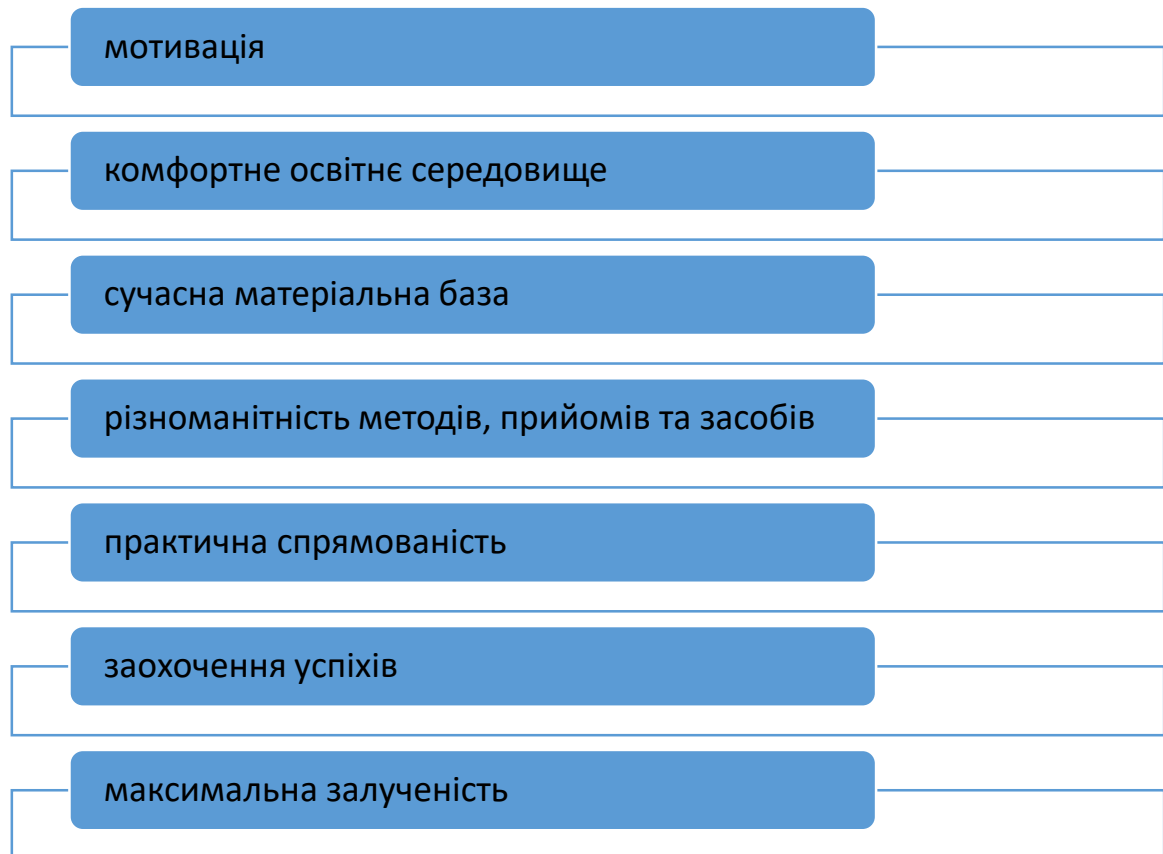 мотивація
комфортне освітнє середовище
сучасна матеріальна база
різноманітність методів, прийомів та засобів
практична спрямованість
заохочення успіхів
максимальна залученість